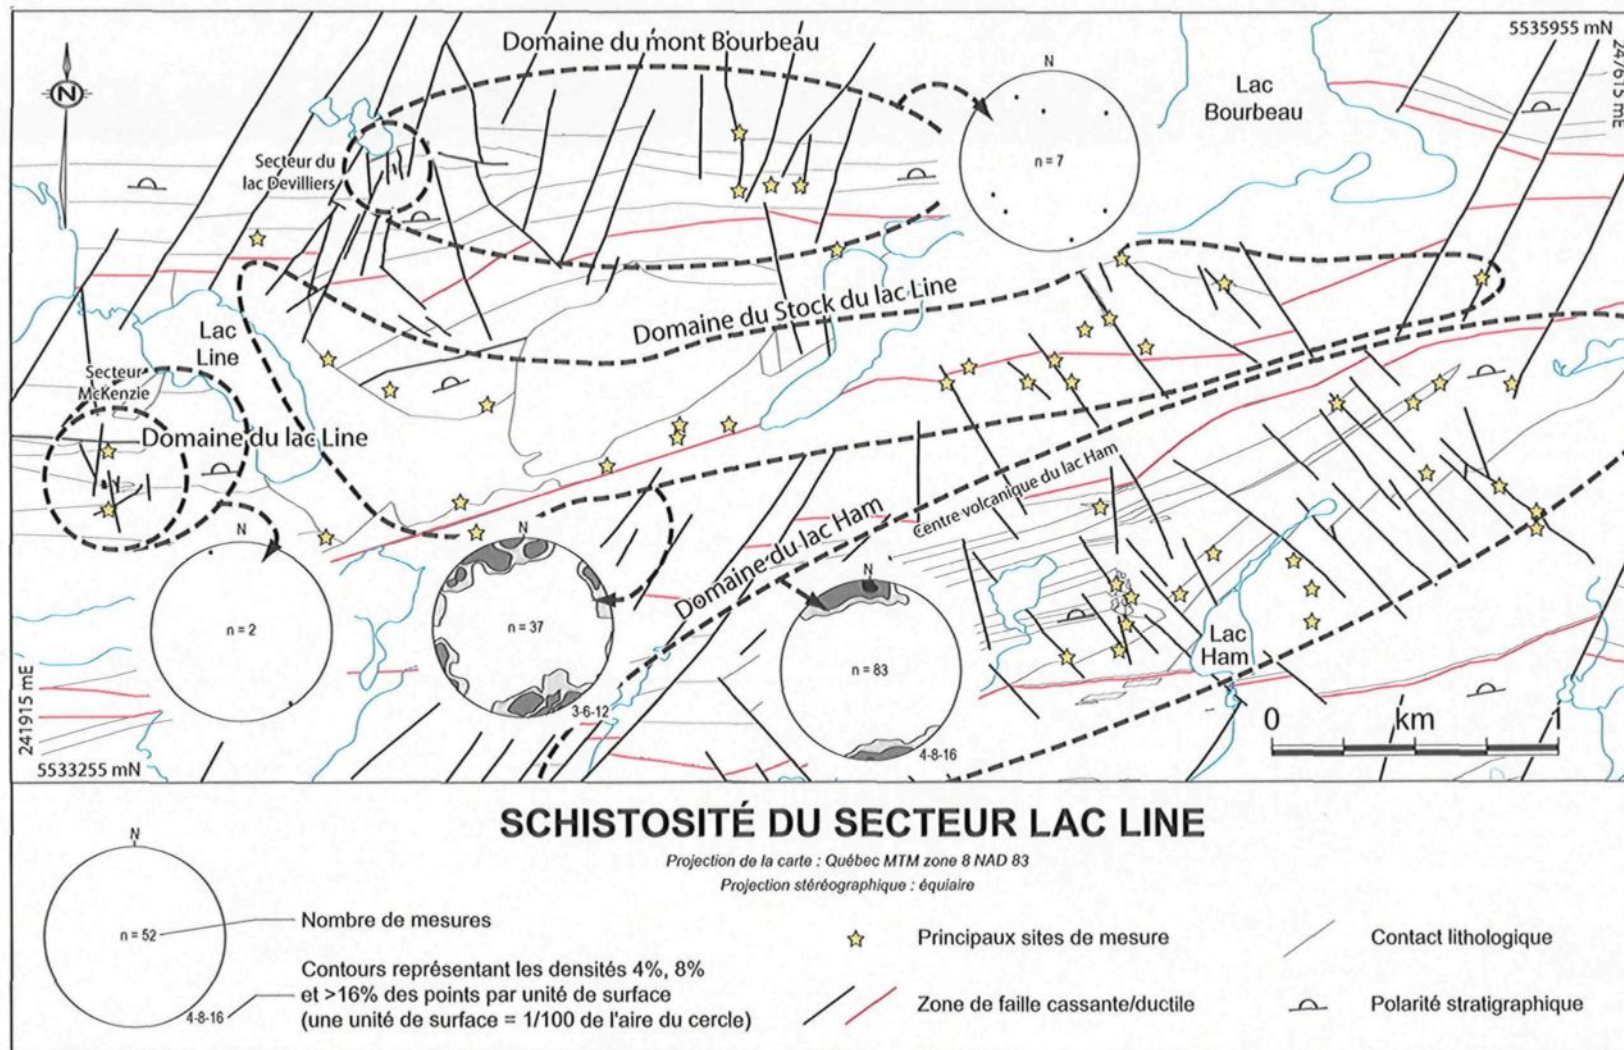 Domaine du mont Bourbeau
5535955 mN
247615 mE
N
N
Lac
Bourbeau
n = 7
Secteur du
lac Devilliers
Domaine du Stock du lac Line
Lac
Line
Secteur
McKenzie
Domaine du lac Line
Centre volcanique du lac Ham
Domaine du lac Ham
N
n = 2
N
n = 37
3-6-12
N
n = 83
4-8-16
Lac
Ham
0 km 1
241915 mE
5533255 mN
SCHISTOSITÉ DU SECTEUR LAC LINE
Projection de la carte : Québec MTM zone 8 NAD 83
Projection stéréographique : équiaire
N
n = 52
4-8-16
Nombre de mesures
Contours représentant les densités 4%, 8%
et >16% des points par unité de surface
(une unité de surface = 1/100 de l'aire du cercle)
Principaux sites de mesure
Zone de faille cassante/ductile
Contact lithologique
Polarité stratigraphique